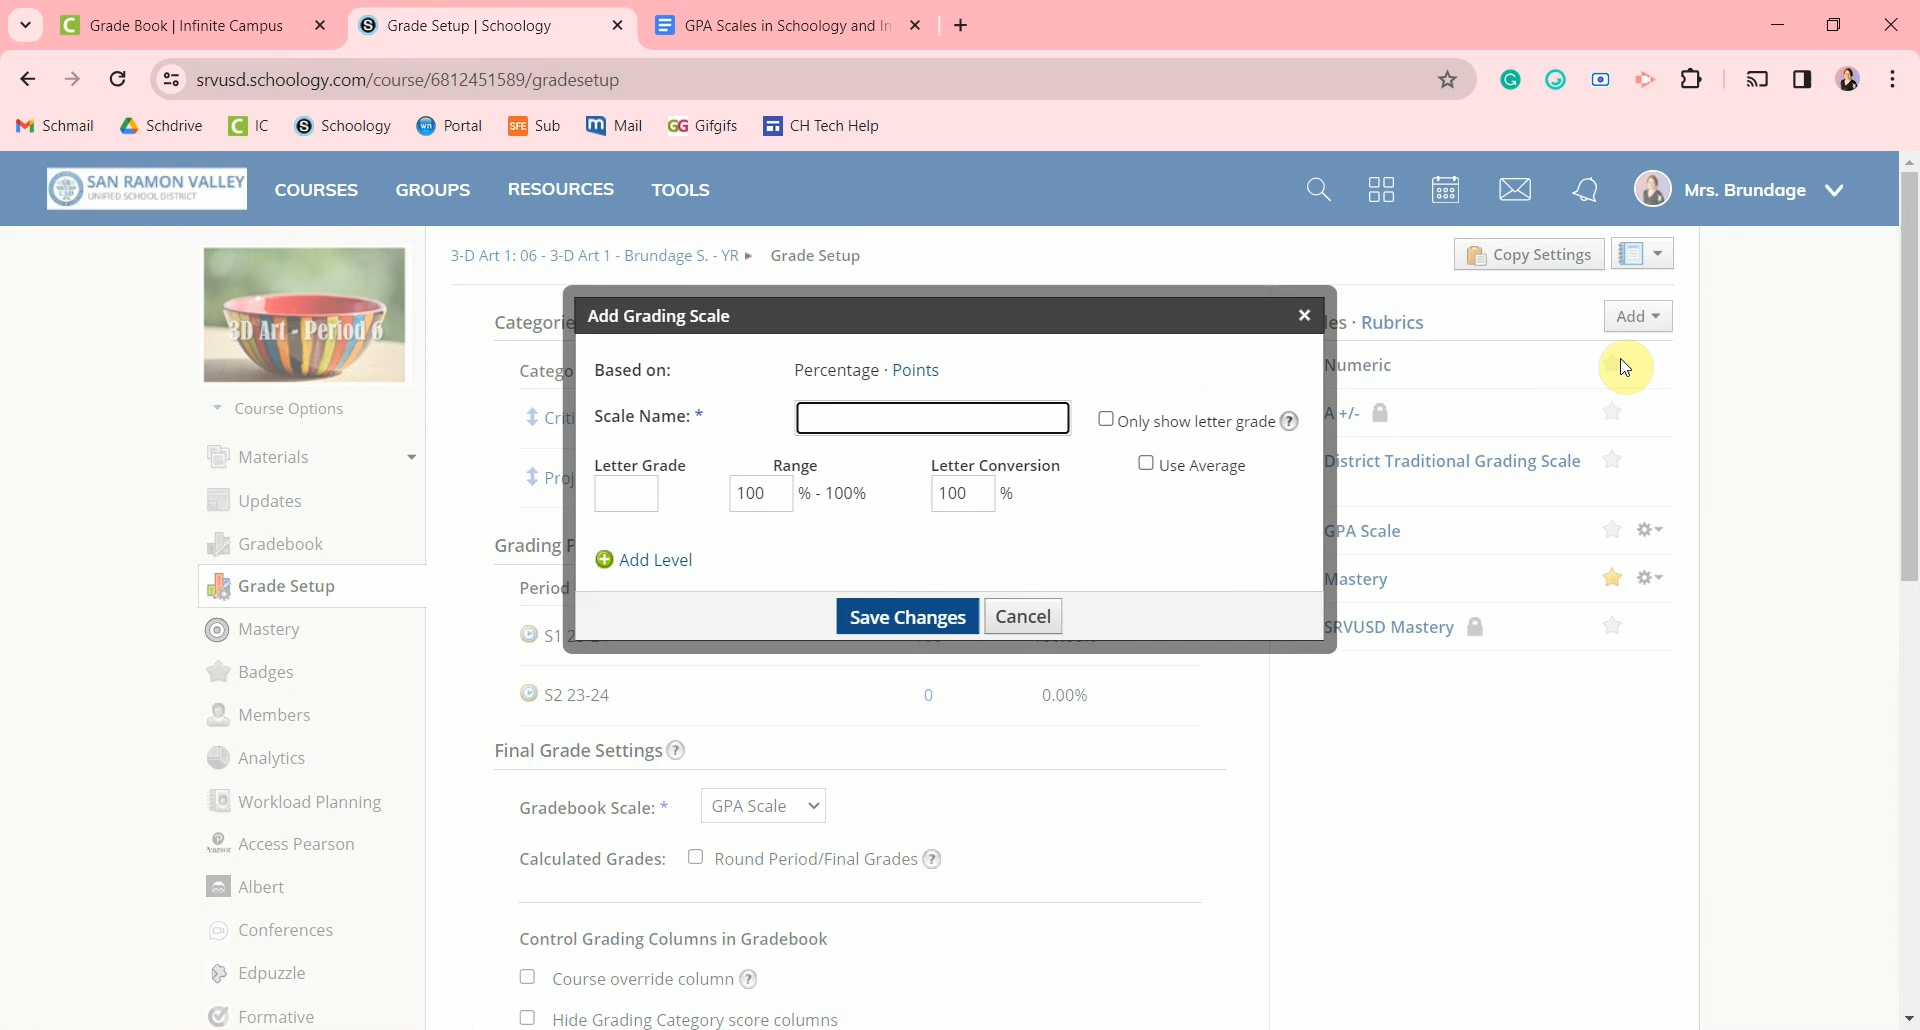 Grade Book | Infinite Campus
Grade Setup | Schoology
GPA Scales in Schoology and In
srvusd.schoology.com/course/6812451589/gradesetup
Schmail
Schdrive
IC
Schoology
Portal
Sub
Mail
Gifgifs
CH Tech Help
SAN RAMON VALLEY
UNIFIED SCHOOL DISTRICT
COURSES
GROUPS
RESOURCES
TOOLS
Mrs. Brundage
3D Art - Period 6
Course Options
Materials
Updates
Gradebook
Grade Setup
Mastery
Badges
Members
Analytics
Workload Planning
Access Pearson
Albert
Conferences
Edpuzzle
Formative
3-D Art 1: 06 - 3-D Art 1 - Brundage S. - YR
Grade Setup
Copy Settings
Categorie
Catego
Criti
Proj
Grading P
Period
S1 2
S2 23-24 0 0.00%
Final Grade Settings ?
Gradebook Scale: * GPA Scale
Calculated Grades: Round Period/Final Grades ?
Control Grading Columns in Gradebook
Course override column ?
Hide Grading Category score columns
Add Grading Scale
Based on: Percentage · Points
Scale Name: *
Only show letter grade ?
Letter Grade Range Letter Conversion Use Average
100 % - 100% 100 %
Add Level
Save Changes
Cancel
les · Rubrics
Add
Numeric
A +/-
District Traditional Grading Scale
GPA Scale
Mastery
SRVUSD Mastery